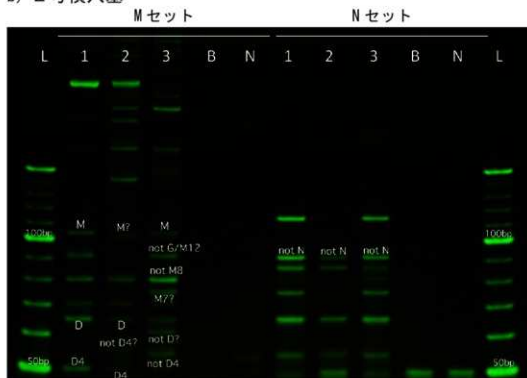 Mセット Nセット
L 1 2 3 B N 1 2 3 B N L
M M? M
100bp 100bp
not G/M12 not N not N not N
not M8
M7?
D D not D?
not D4?
D4 not D4
50bp D4 50bp